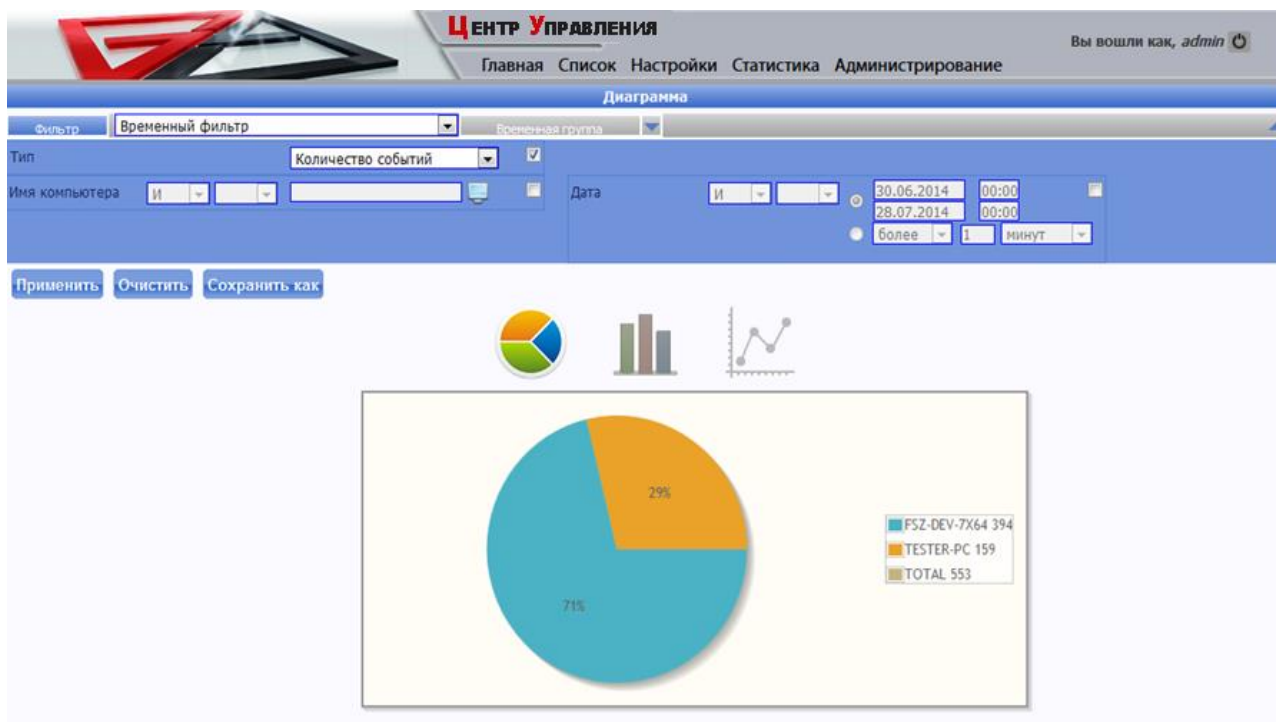 Центр Управления
Вы вошли как, admin
Главная Список Настройки Статистика Администрирование
Диаграмма
Фильтр Временный фильтр Временная группа
Тип Количество событий
Имя компьютера И Дата И 30.06.2014 00:00
28.07.2014 00:00
более 1 минут
Применить Очистить Сохранить как
29%
71%
FSZ-DEV-7X64 394
TESTER-PC 159
TOTAL 553